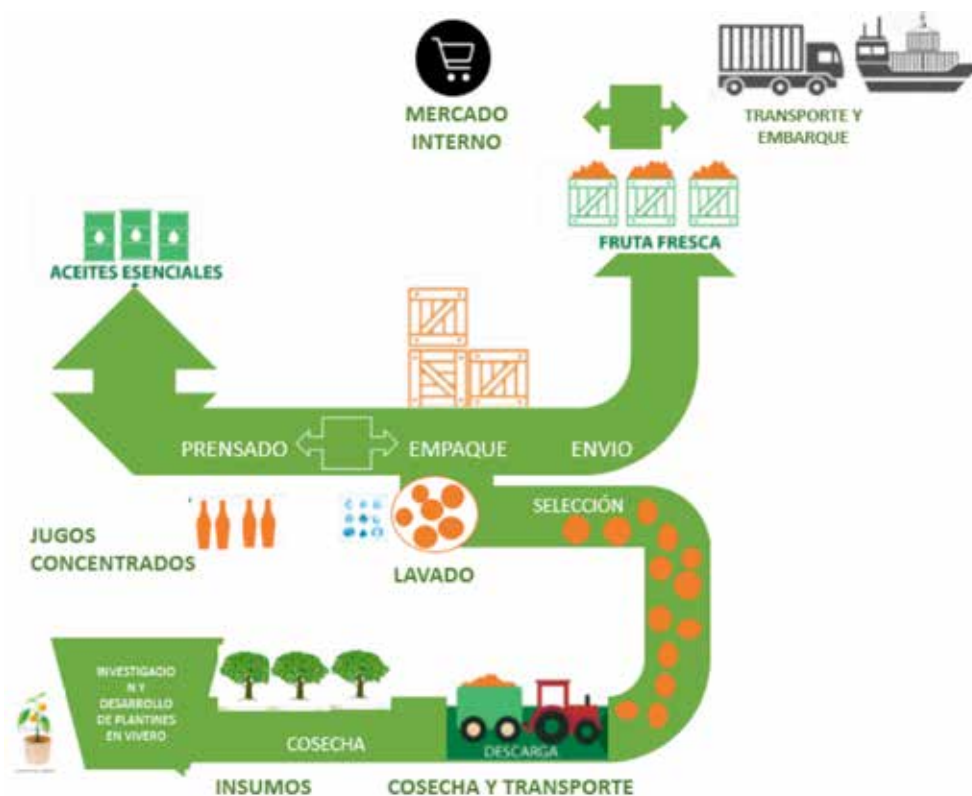 MERCADO
INTERNO
TRANSPORTE Y
EMBARQUE
FRUTA FRESCA
ACEITES ESENCIALES
PRENSADO
EMPAQUE
ENVIO
SELECCIÓN
JUGOS
CONCENTRADOS
LAVADO
INVESTIGACIO
N Y
DESARROLLO
DE PLANTINES
EN VIVERO
COSECHA
DESCARGA
INSUMOS
COSECHA Y TRANSPORTE